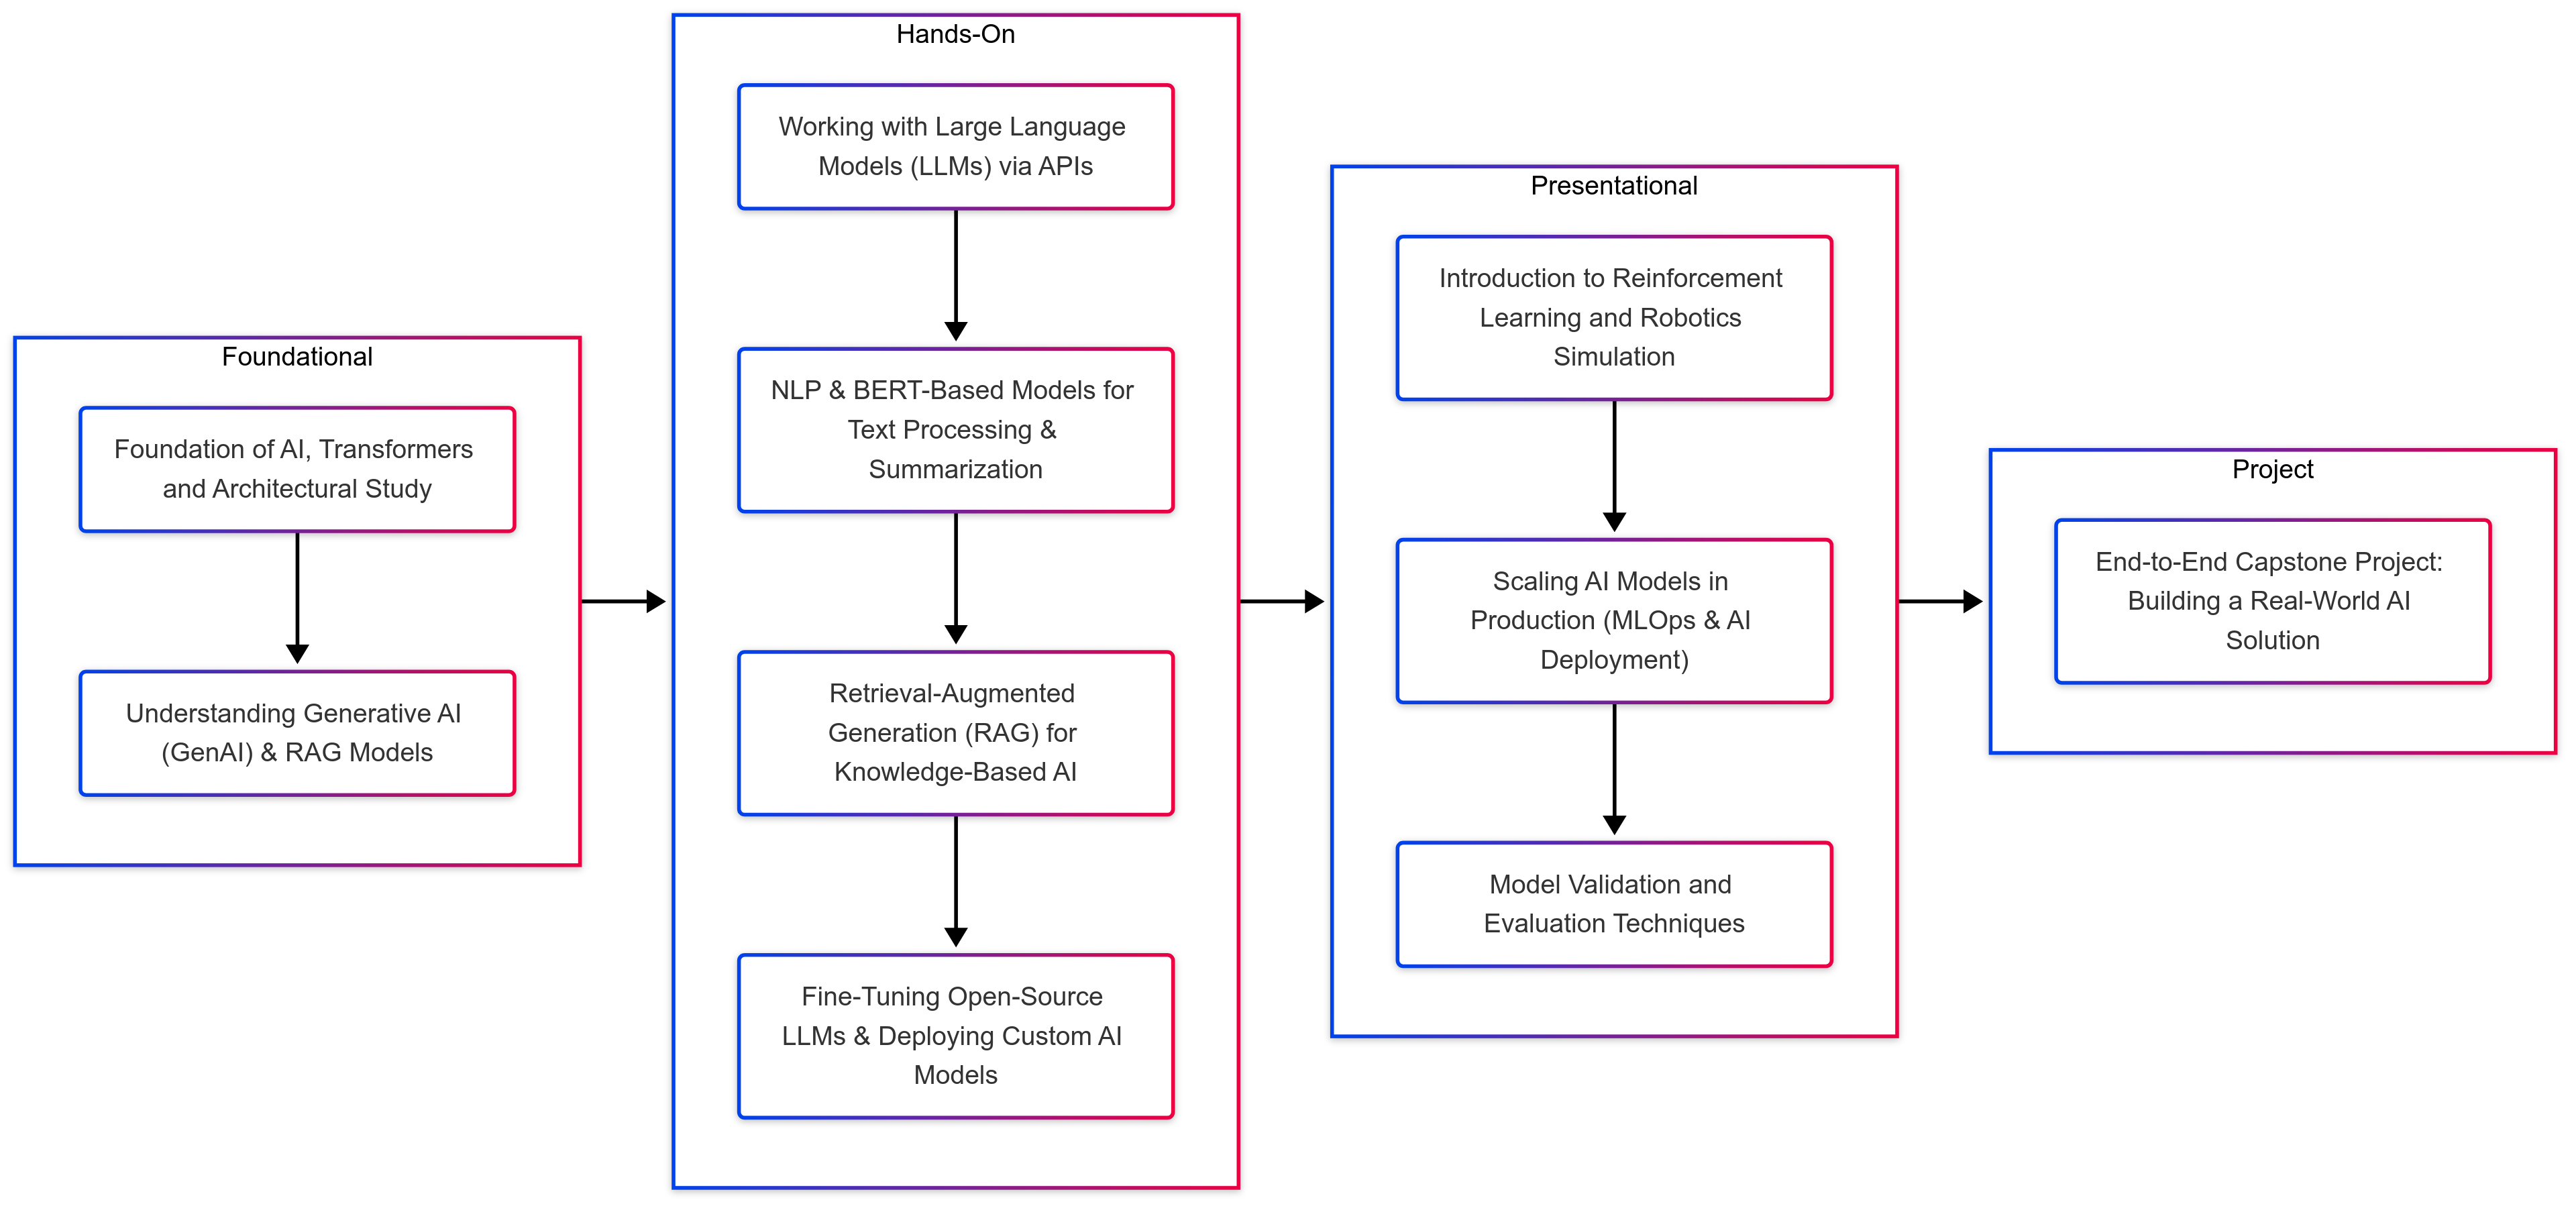 Foundational
Foundation of AI, Transformers
and Architectural Study
Understanding Generative AI
(GenAI) & RAG Models
Hands-On
Working with Large Language
Models (LLMs) via APIs
NLP & BERT-Based Models for
Text Processing &
Summarization
Retrieval-Augmented
Generation (RAG) for
Knowledge-Based AI
Fine-Tuning Open-Source
LLMs & Deploying Custom AI
Models
Presentational
Introduction to Reinforcement
Learning and Robotics
Simulation
Scaling AI Models in
Production (MLOps & AI
Deployment)
Model Validation and
Evaluation Techniques
Project
End-to-End Capstone Project:
Building a Real-World AI
Solution